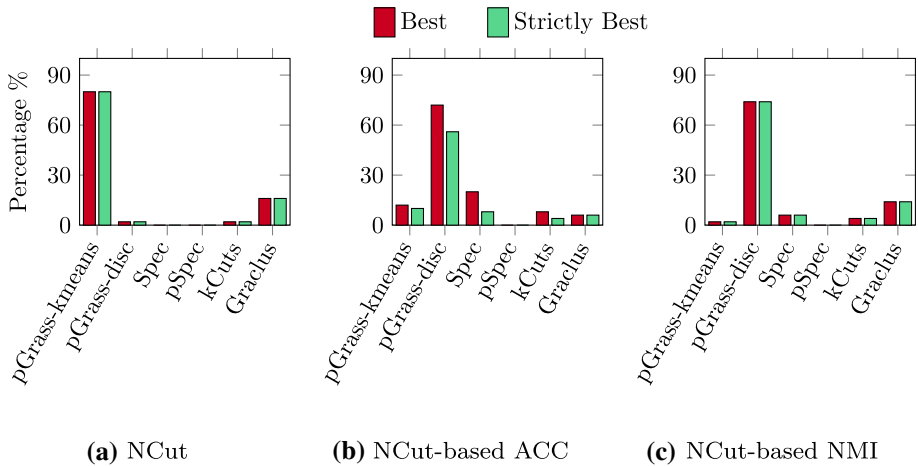 Best Strictly Best
Percentage %
90
60
30
0
pGrass-kmeans
pGrass-disc
Spec
pSpec
kCuts
Graclus
(a) NCut
90
60
30
0
pGrass-kmeans
pGrass-disc
Spec
pSpec
kCuts
Graclus
(b) NCut-based ACC
90
60
30
0
pGrass-kmeans
pGrass-disc
Spec
pSpec
kCuts
Graclus
(c) NCut-based NMI